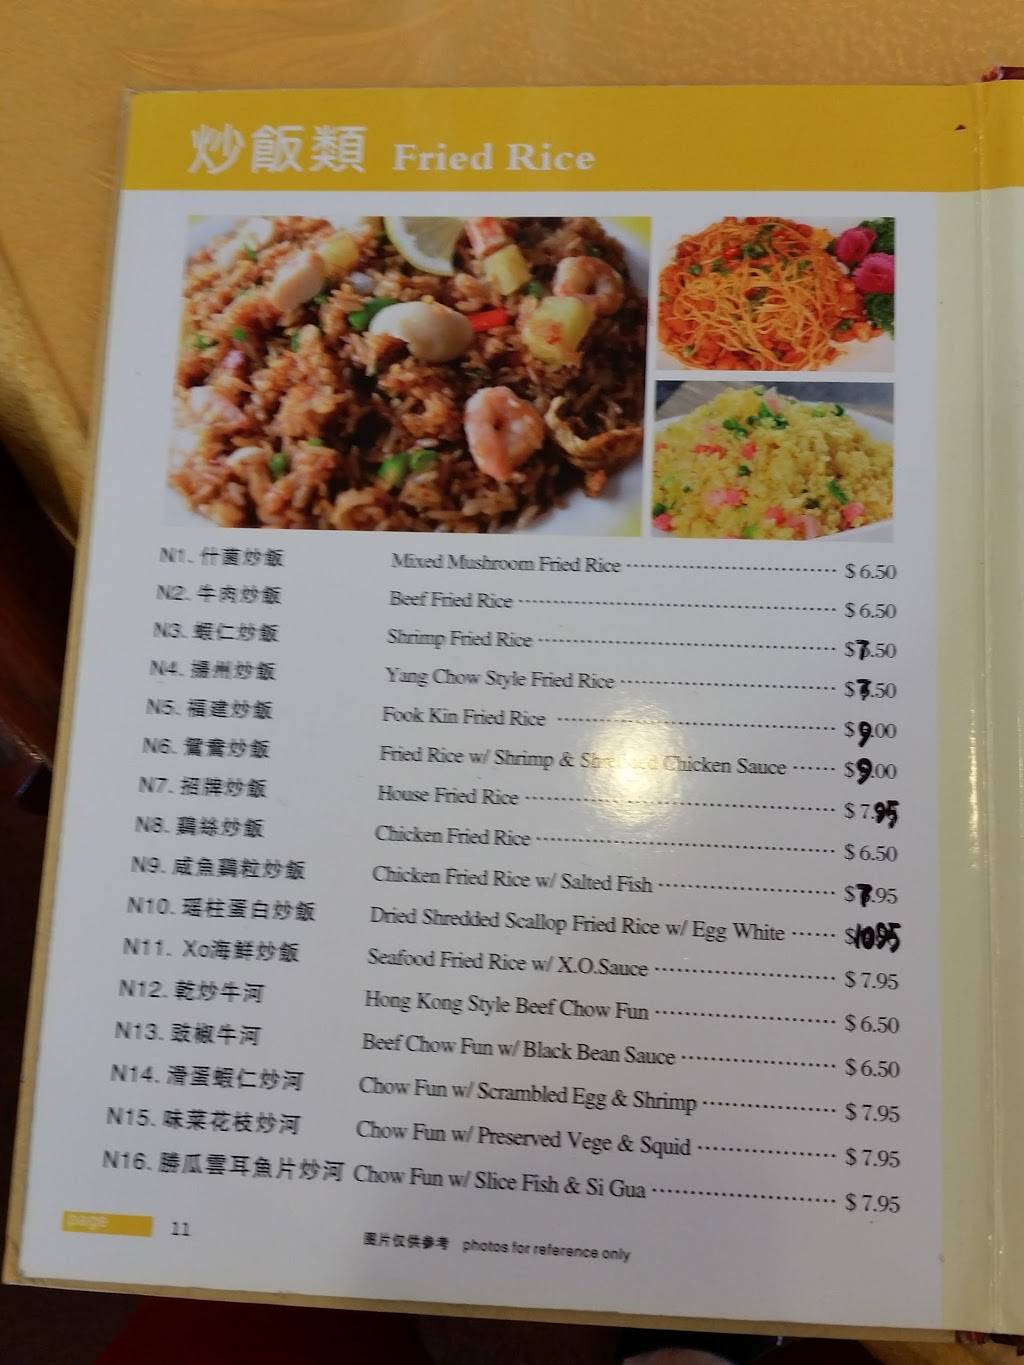 炒飯類 Fried Rice
N1. 什菌炒飯 Mixed Mushroom Fried Rice $6.50
N2. 牛肉炒飯 Beef Fried Rice $6.50
N3. 蝦仁炒飯 Shrimp Fried Rice $7.50
N4. 揚州炒飯 Yang Chow Style Fried Rice $7.50
N5. 福建炒飯 Fook Kin Fried Rice $9.00
N6. 鴛鴦炒飯 Fried Rice w/ Shrimp & Shredded Chicken Sauce $9.00
N7. 招牌炒飯 House Fried Rice $7.95
N8. 鷄絲炒飯 Chicken Fried Rice $6.50
N9. 咸魚鷄粒炒飯 Chicken Fried Rice w/ Salted Fish $7.95
N10. 瑶柱蛋白炒飯 Dried Shredded Scallop Fried Rice w/ Egg White $10.95
N11. Xo海鮮炒飯 Seafood Fried Rice w/ X.O.Sauce $7.95
N12. 乾炒牛河 Hong Kong Style Beef Chow Fun $6.50
N13. 豉椒牛河 Beef Chow Fun w/ Black Bean Sauce $6.50
N14. 滑蛋蝦仁炒河 Chow Fun w/ Scrambled Egg & Shrimp $7.95
N15. 味菜花枝炒河 Chow Fun w/ Preserved Vege & Squid $7.95
N16. 勝瓜雲耳魚片炒河 Chow Fun w/ Slice Fish & Si Gua $7.95
page 11
图片仅供参考 photos for reference only